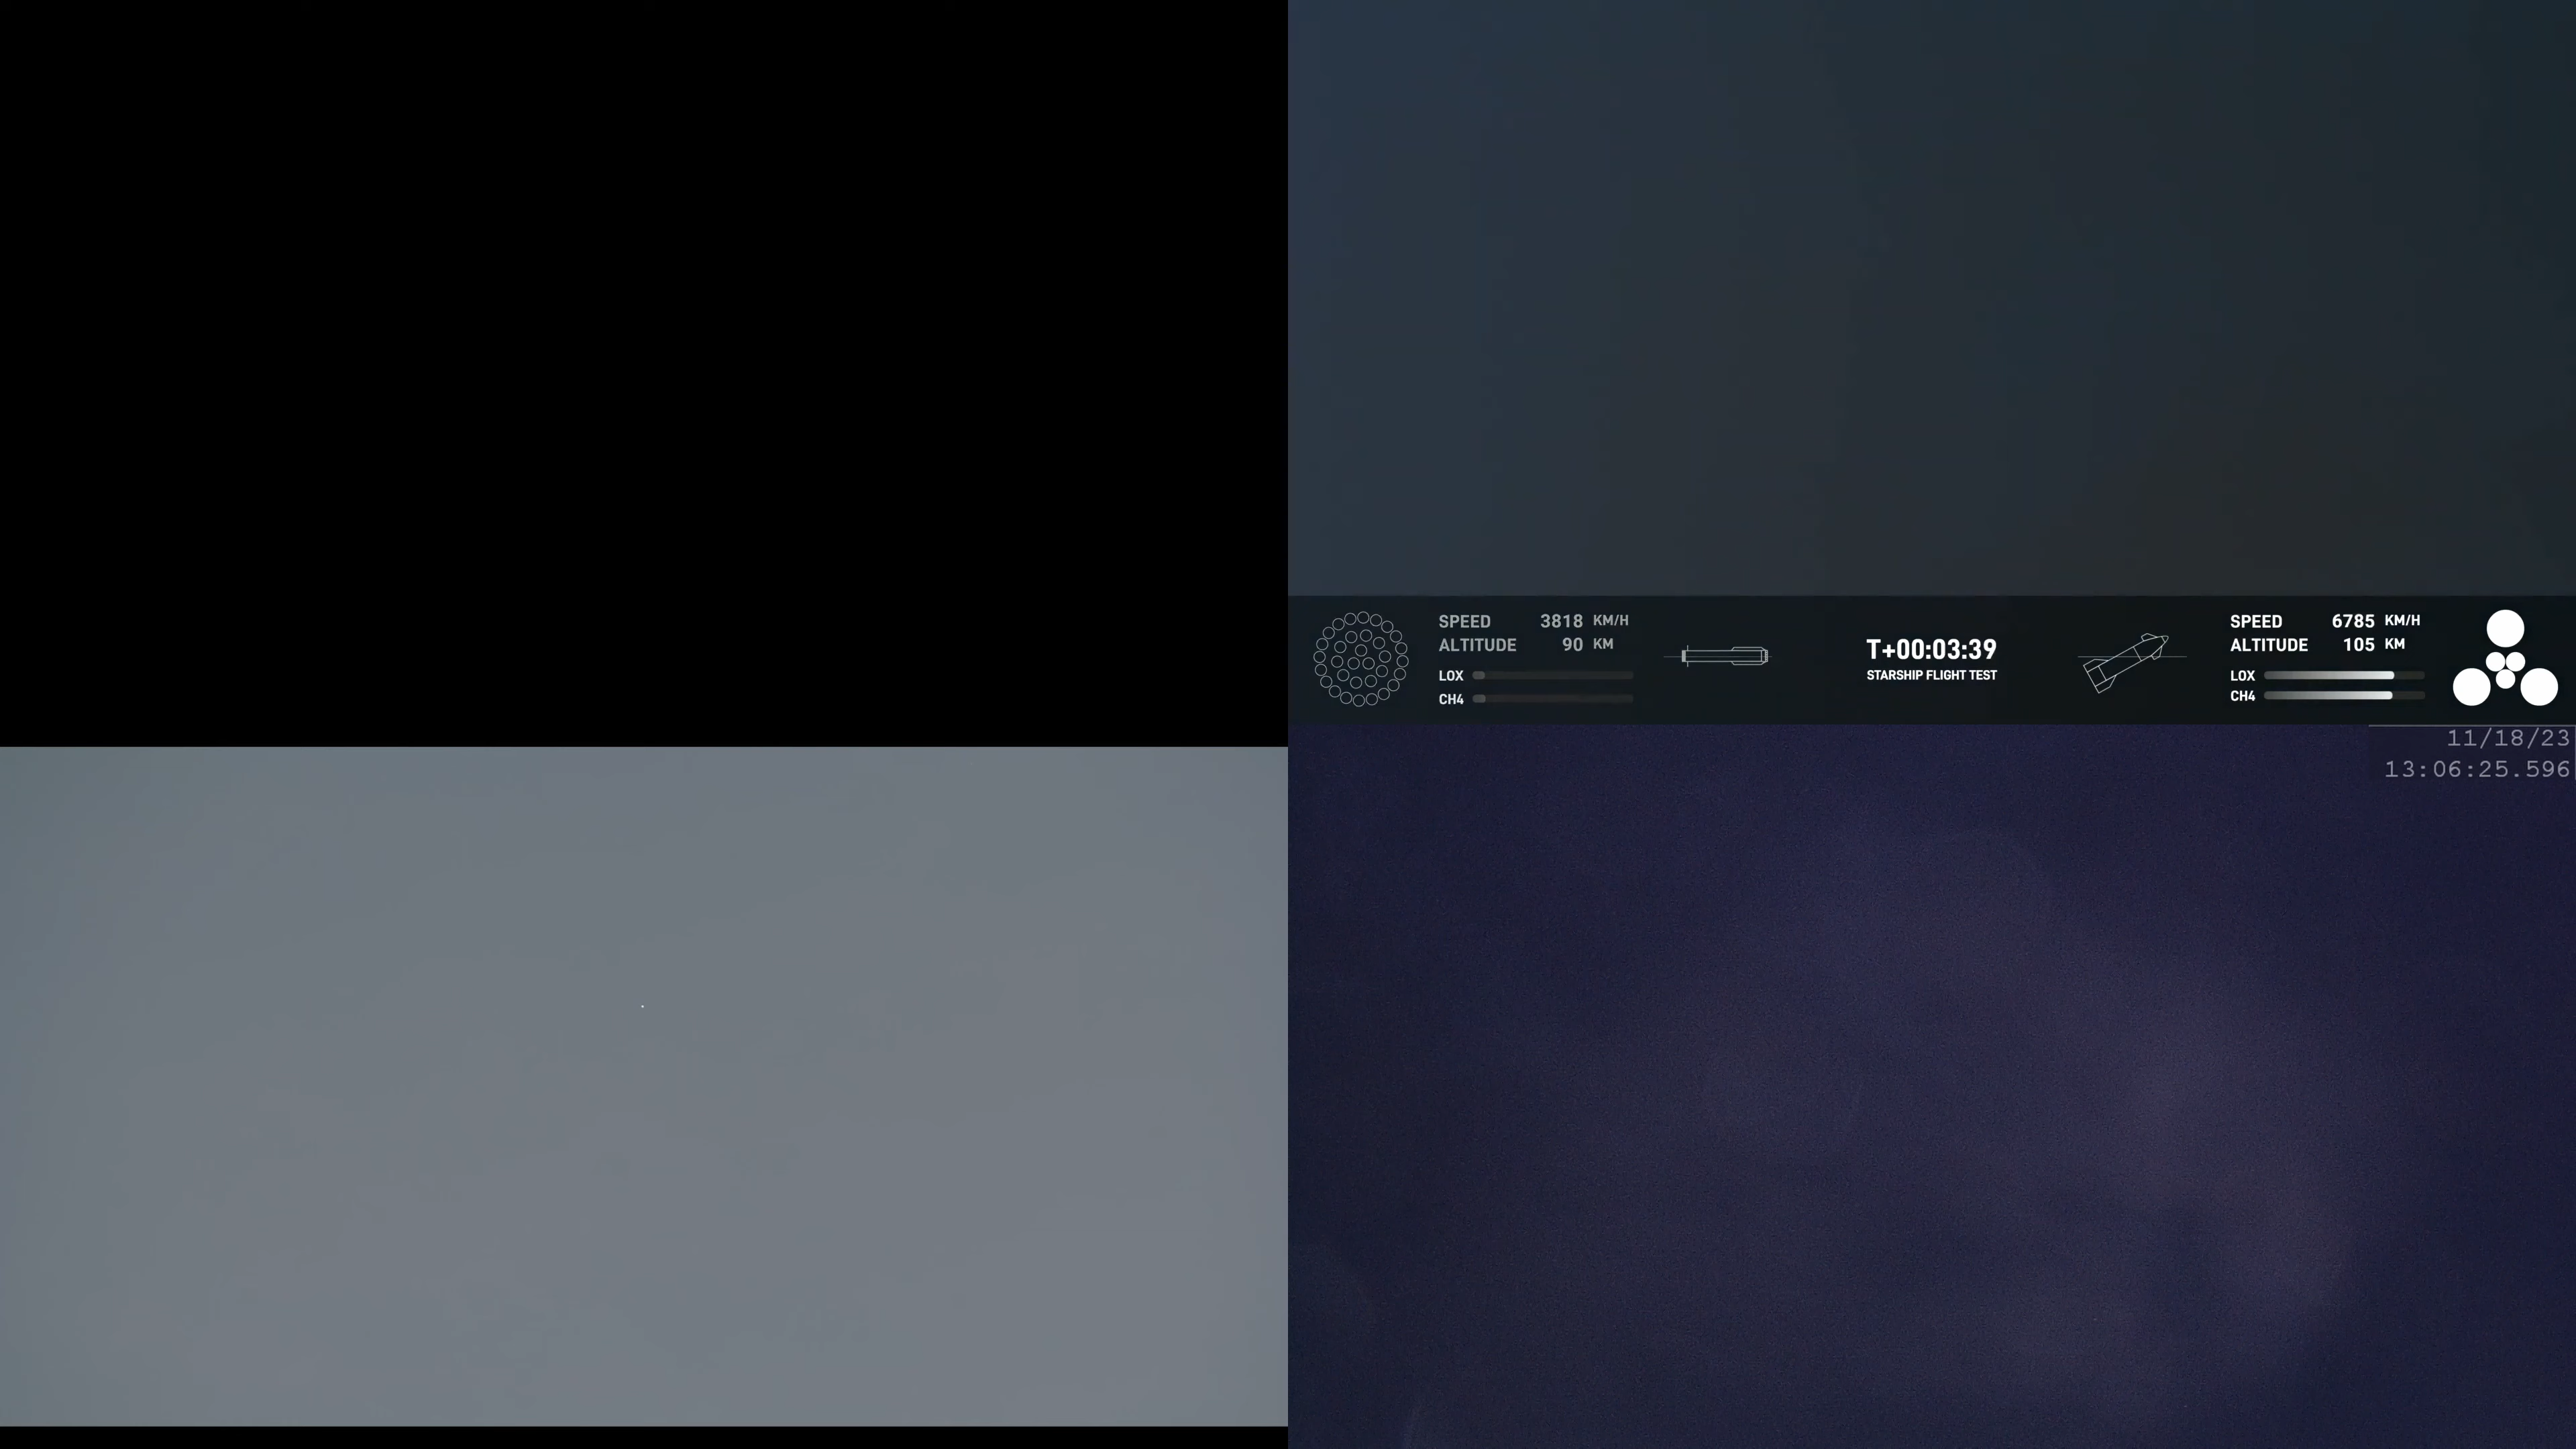 SPEED 3818 KM/H
ALTITUDE 90 KM
LOX
CH4
T+00:03:39
STARSHIP FLIGHT TEST
SPEED 6785 KM/H
ALTITUDE 105 KM
LOX
CH4
11/18/23
13:06:25.596